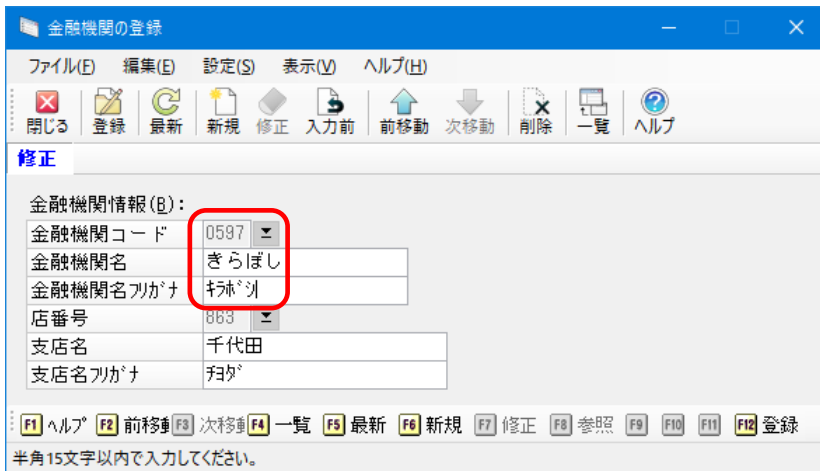 金融機関の登録
ファイル(F) 編集(E) 設定(S) 表示(V) ヘルプ(H)
閉じる 登録 最新 新規 修正 入力前 前移動 次移動 削除 一覧 ヘルプ
修正
金融機関情報(B):
金融機関コード 0597
金融機関名 きらぼし
金融機関名フリガナ ｷﾗﾎﾞｼ
店番号 863
支店名 千代田
支店名フリガナ ﾁﾖﾀﾞ
F1 ヘルプ F2 前移動 F3 次移動 F4 一覧 F5 最新 F6 新規 F7 修正 F8 参照 F9 F10 F11 F12 登録
半角15文字以内で入力してください。